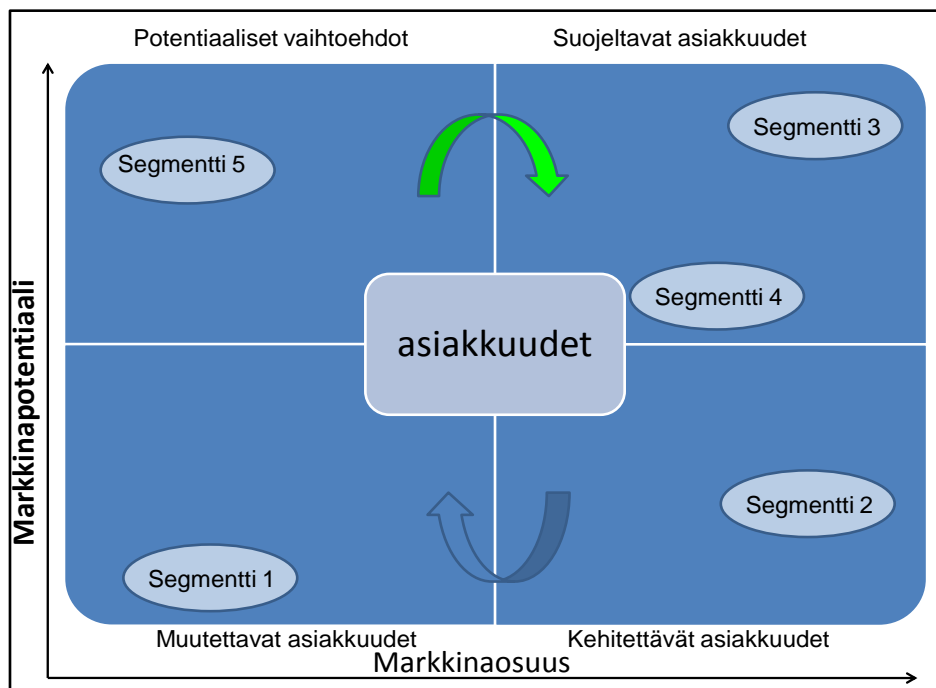 Potentiaaliset vaihtoehdot
Suojeltavat asiakkuudet
Segmentti 3
Segmentti 5
Segmentti 4
Markkinapotentiaali
asiakkuudet
Segmentti 2
Segmentti 1
Muutettavat asiakkuudet
Kehitettävät asiakkuudet
Markkinaosuus